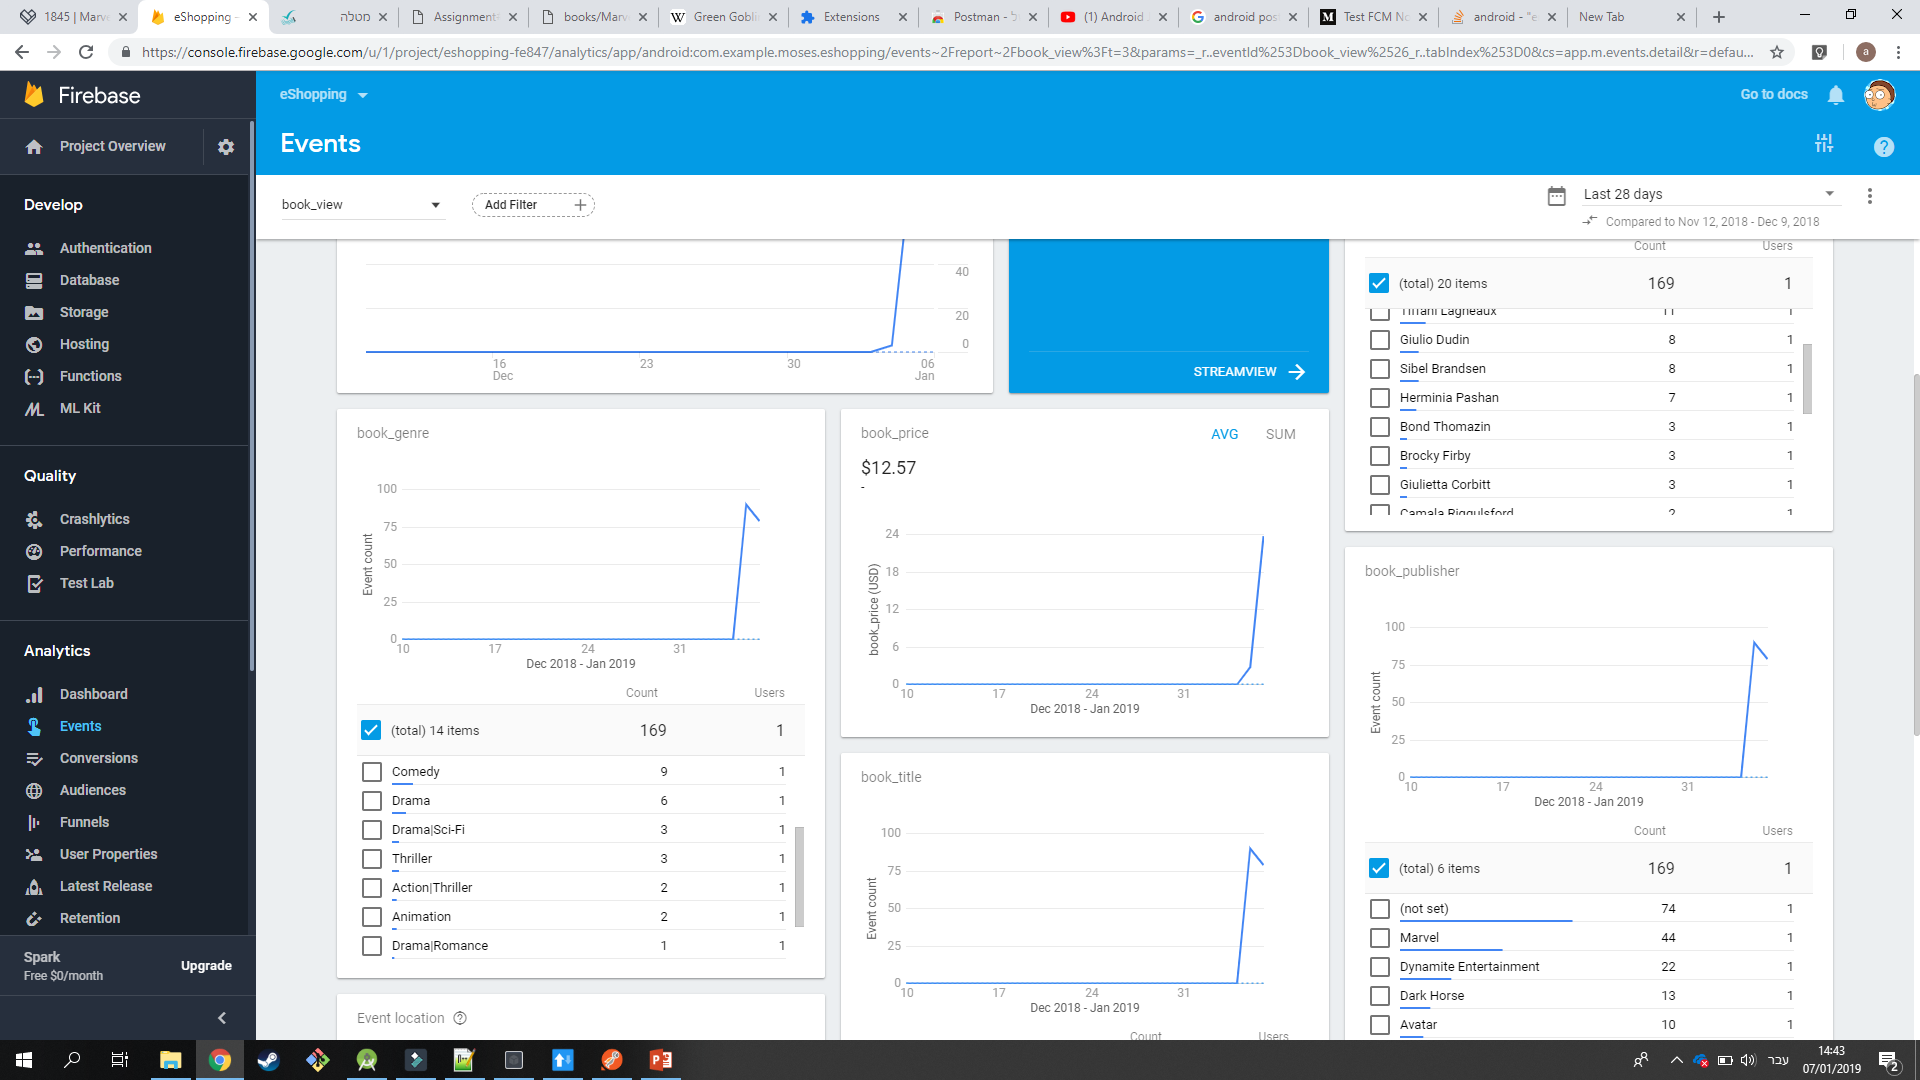 1845 | Marve
eShopping -
מטלה
Assignment
books/Marv
Green Gobli
Extensions
Postman -
(1) Android
android pos
Test FCM No
android - "e
New Tab
https://console.firebase.google.com/u/1/project/eshopping-fe847/analytics/app/android:com.example.moses.eshopping/events~2Freport~2Fbook_view%3Ft=3&params=_r..eventId%253Dbook_view%2526_r..tabIndex%253D0&cs=app.m.events.detail&r=defau...
a
Firebase
eShopping
Go to docs
Project Overview
Events
Develop
book_view
Add Filter
Last 28 days
Compared to Nov 12, 2018 - Dec 9, 2018
Authentication
Database
Storage
Hosting
Functions
ML Kit
Quality
Crashlytics
Performance
Test Lab
Analytics
Dashboard
Events
Conversions
Audiences
Funnels
User Properties
Latest Release
Retention
Spark
Free $0/month
Upgrade
40
20
0
16 23 30 06
Dec Jan
STREAMVIEW
Count Users
(total) 20 items 169 1
Tiffani Lagneaux 11 1
Giulio Dudin 8 1
Sibel Brandsen 8 1
Herminia Pashan 7 1
Bond Thomazin 3 1
Brocky Firby 3 1
Giulietta Corbitt 3 1
Camala Riggulsford 2 1
book_genre
100
75
50
25
0
Event count
10 17 24 31
Dec 2018 - Jan 2019
Count Users
(total) 14 items 169 1
Comedy 9 1
Drama 6 1
Drama|Sci-Fi 3 1
Thriller 3 1
Action|Thriller 2 1
Animation 2 1
Drama|Romance 1 1
Event location
book_price
AVG SUM
$12.57
-
24
18
12
6
0
book_price (USD)
10 17 24 31
Dec 2018 - Jan 2019
book_title
100
75
50
25
0
Event count
10 17 24 31
Dec 2018 - Jan 2019
Count Users
book_publisher
100
75
50
25
0
Event count
10 17 24 31
Dec 2018 - Jan 2019
Count Users
(total) 6 items 169 1
(not set) 74 1
Marvel 44 1
Dynamite Entertainment 22 1
Dark Horse 13 1
Avatar 10 1
עבר
14:43
07/01/2019
2